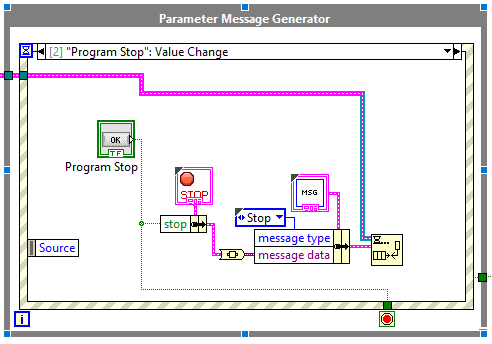 Parameter Message Generator
[2] "Program Stop": Value Change
OK
TF
Program Stop
STOP
MSG
Stop
stop
message type
Source
message data
i